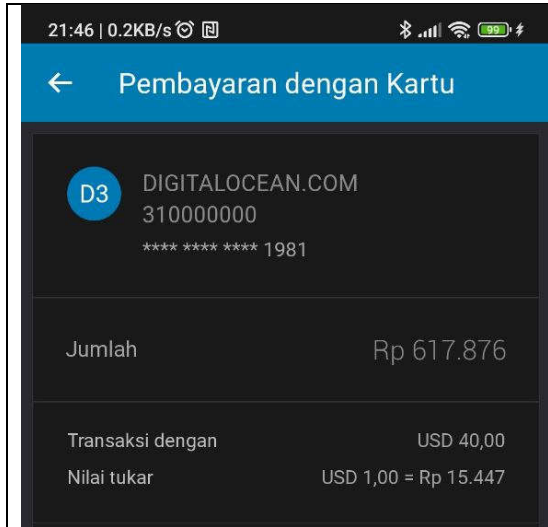 21:46 | 0.2KB/s
99
Pembayaran dengan Kartu
D3
DIGITALOCEAN.COM
310000000
**** **** **** 1981
Jumlah Rp 617.876
Transaksi dengan USD 40,00
Nilai tukar USD 1,00 = Rp 15.447